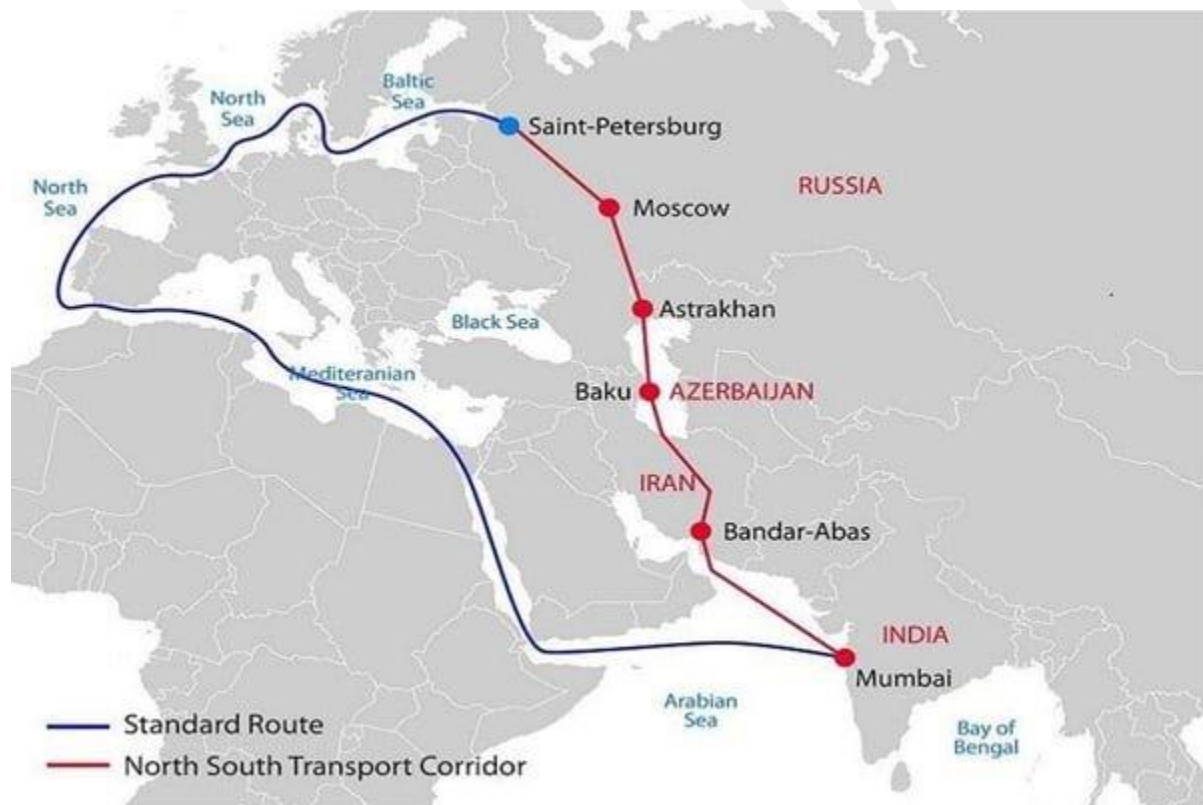 Baltic
Sea
North
Sea
Saint-Petersburg
North
Sea
RUSSIA
Moscow
Astrakhan
Black Sea
Mediteranian
Sea
Baku
AZERBAIJAN
IRAN
Bandar-Abas
INDIA
Mumbai
Arabian
Sea
Bay of
Bengal
Standard Route
North South Transport Corridor